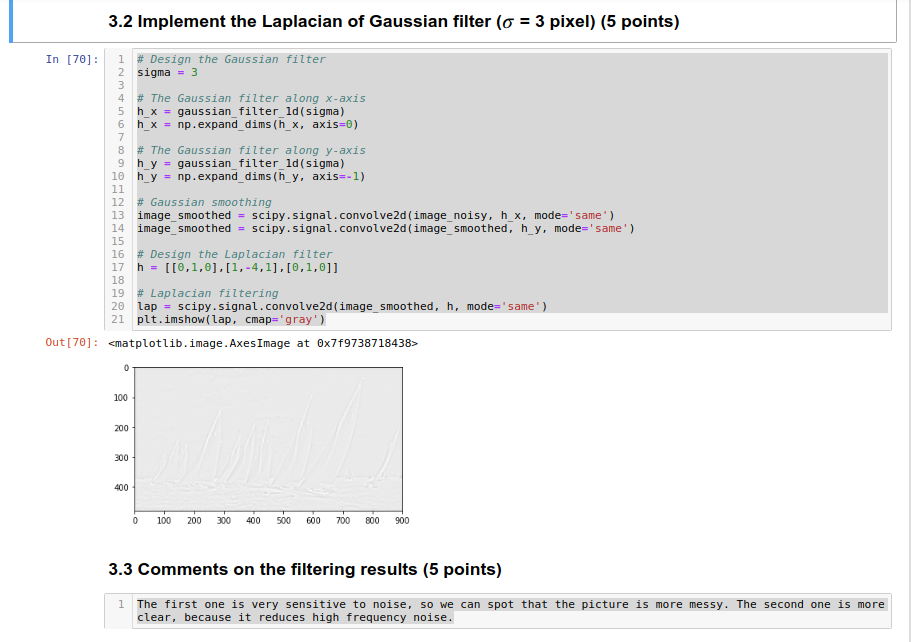 3.2 Implement the Laplacian of Gaussian filter (σ = 3 pixel) (5 points)
In [70]:
1 # Design the Gaussian filter
2 sigma = 3
3
4 # The Gaussian filter along x-axis
5 h_x = gaussian_filter_1d(sigma)
6 h_x = np.expand_dims(h_x, axis=0)
7
8 # The Gaussian filter along y-axis
9 h_y = gaussian_filter_1d(sigma)
10 h_y = np.expand_dims(h_y, axis=-1)
11
12 # Gaussian smoothing
13 image_smoothed = scipy.signal.convolve2d(image_noisy, h_x, mode='same')
14 image_smoothed = scipy.signal.convolve2d(image_smoothed, h_y, mode='same')
15
16 # Design the Laplacian filter
17 h = [[0,1,0],[1,-4,1],[0,1,0]]
18
19 # Laplacian filtering
20 lap = scipy.signal.convolve2d(image_smoothed, h, mode='same')
21 plt.imshow(lap, cmap='gray')
Out[70]: <matplotlib.image.AxesImage at 0x7f9738718438>
0
100
200
300
400
0 100 200 300 400 500 600 700 800 900
3.3 Comments on the filtering results (5 points)
1 The first one is very sensitive to noise, so we can spot that the picture is more messy. The second one is more
clear, because it reduces high frequency noise.